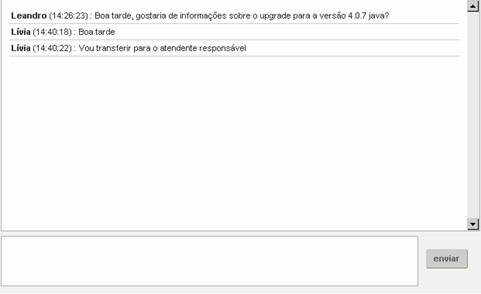 Leandro (14:26:23) : Boa tarde, gostaria de informações sobre o upgrade para a versão 4.0.7 java?
Lívia (14:40:18) : Boa tarde
Lívia (14:40:22) : Vou transferir para o atendente responsável
enviar